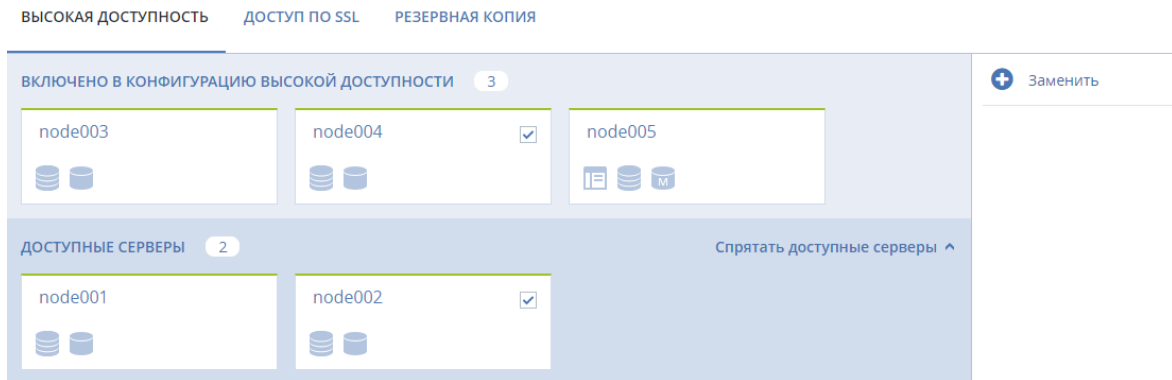 ВЫСОКАЯ ДОСТУПНОСТЬ ДОСТУП ПО SSL РЕЗЕРВНАЯ КОПИЯ
ВКЛЮЧЕНО В КОНФИГУРАЦИЮ ВЫСОКОЙ ДОСТУПНОСТИ 3
Заменить
node003 node004 node005
M
ДОСТУПНЫЕ СЕРВЕРЫ 2 Спрятать доступные серверы
node001 node002